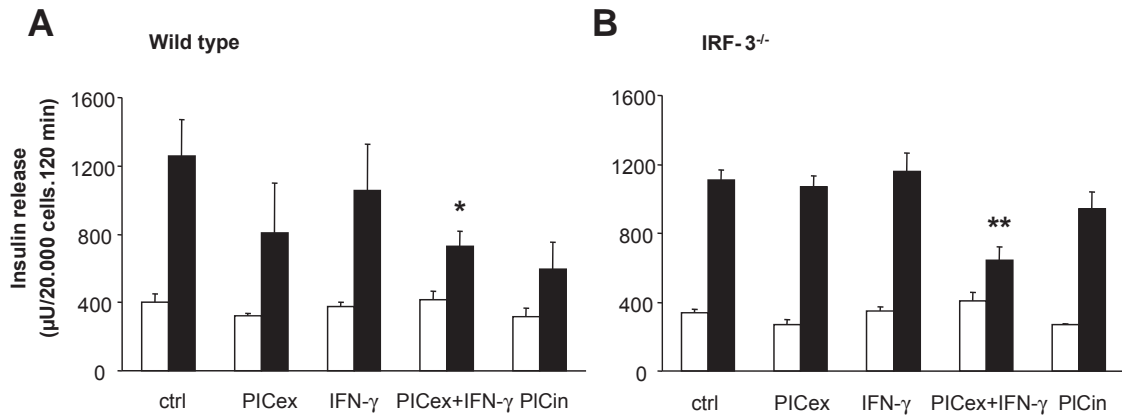 A
Wild type
Insulin release
(µU/20.000 cells.120 min)
1600
1200
800
400
0
*
ctrl PICex IFN-γ PICex+IFN-γ PICin
B
IRF-3-/-
1600
1200
800
400
0
**
ctrl PICex IFN-γ PICex+IFN-γ PICin